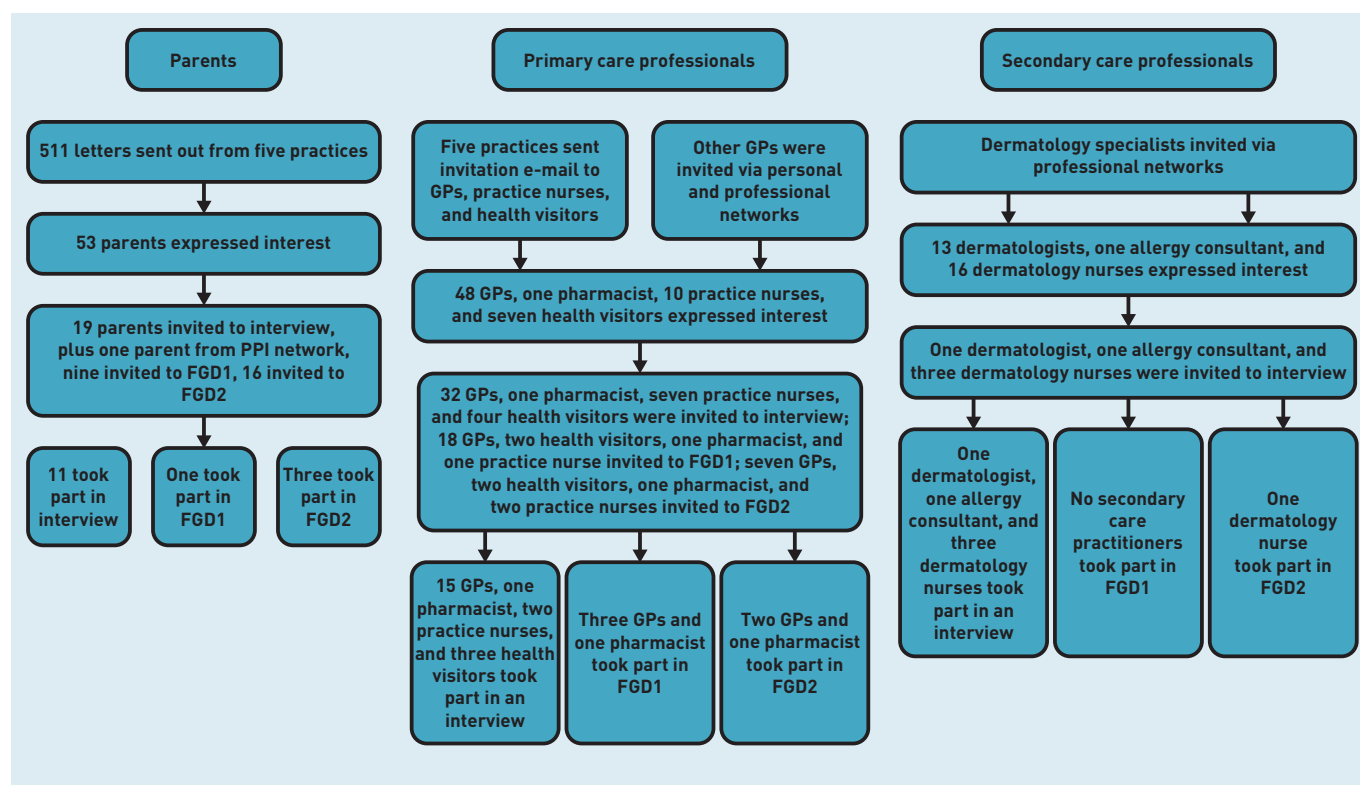 Parents
511 letters sent out from five practices
53 parents expressed interest
19 parents invited to interview,
plus one parent from PPI network,
nine invited to FGD1, 16 invited to
FGD2
11 took
part in
interview
One took
part in
FGD1
Three took
part in
FGD2
Primary care professionals
Five practices sent
invitation e-mail to
GPs, practice nurses,
and health visitors
Other GPs were
invited via personal
and professional
networks
48 GPs, one pharmacist, 10 practice nurses,
and seven health visitors expressed interest
32 GPs, one pharmacist, seven practice nurses,
and four health visitors were invited to interview;
18 GPs, two health visitors, one pharmacist, and
one practice nurse invited to FGD1; seven GPs,
two health visitors, one pharmacist, and
two practice nurses invited to FGD2
15 GPs, one
pharmacist, two
practice nurses,
and three health
visitors took
part in an
interview
Three GPs and
one pharmacist
took part in
FGD1
Two GPs and
one pharmacist
took part in
FGD2
Secondary care professionals
Dermatology specialists invited via
professional networks
13 dermatologists, one allergy consultant, and
16 dermatology nurses expressed interest
One dermatologist, one allergy consultant, and
three dermatology nurses were invited to interview
One
dermatologist,
one allergy
consultant, and
three
dermatology
nurses took
part in an
interview
No secondary
care
practitioners
took part in
FGD1
One
dermatology
nurse
took part in
FGD2